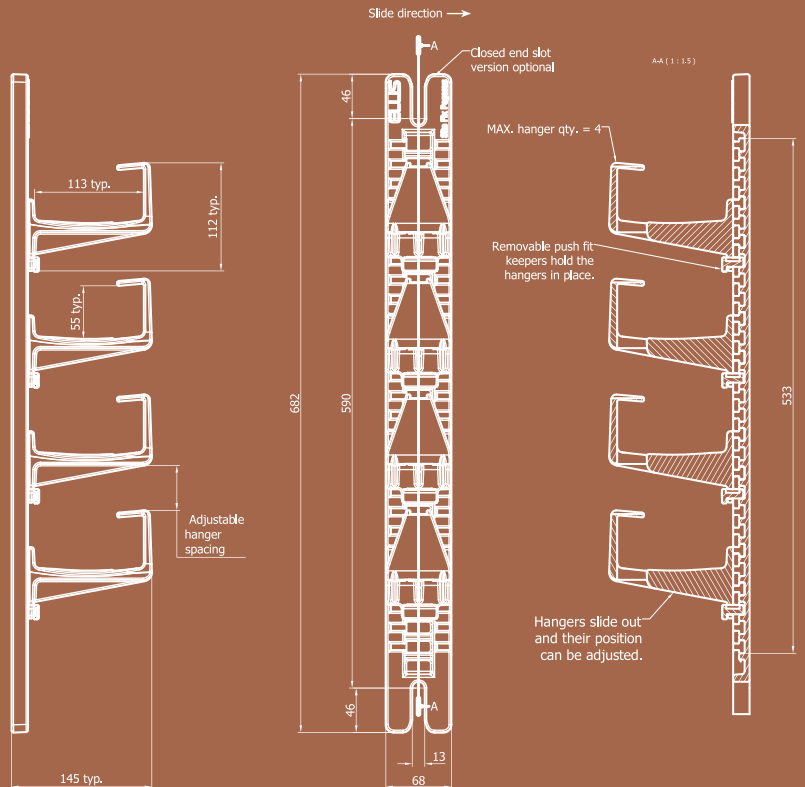 Slide direction
A
Closed end slot
version optional
A-A ( 1 : 1.5 )
46
MAX. hanger qty. = 4
113 typ.
112 typ.
Removable push fit
keepers hold the
hangers in place.
55 typ.
682
590
533
Adjustable
hanger
spacing
Hangers slide out
and their position
can be adjusted.
46
A
13
145 typ.
68